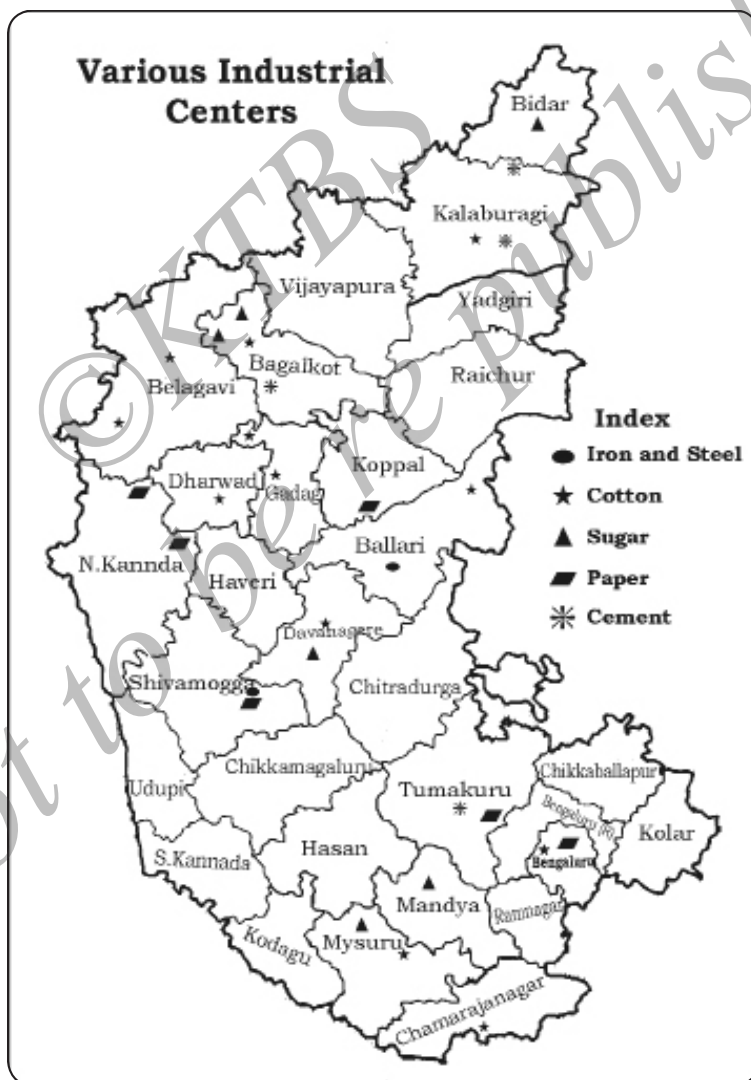 Various Industrial
Centers
Bidar
Kalaburagi
Vijayapura
Yadgiri
Bagalkot
Raichur
Belagavi
Index
Iron and Steel
Koppal
Dharwad
Gadag
Cotton
Sugar
Ballari
N.Kannda
Haveri
Paper
Cement
Davanagere
Shivamogga
Chitradurga
Chikkamagaluru
Chikkaballapur
Udupi
Tumakuru
Bengaluru (R)
Kolar
Hasan
S.Kannada
Bengaluru
Mandya
Ramnagar
Mysuru
Kodagu
Chamarajanagar
©KTBS
not to be republish